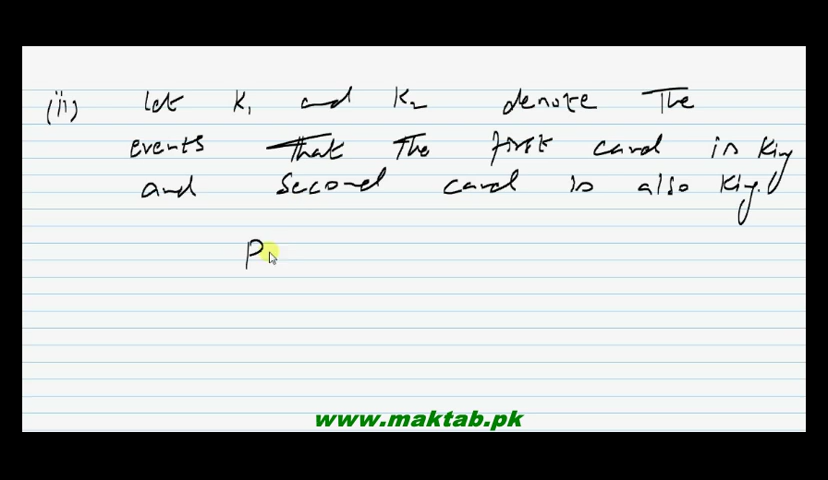 (ii) let K₁ and K₂ denote The
events That The first card is King
and second card is also King.
P
www.maktab.pk